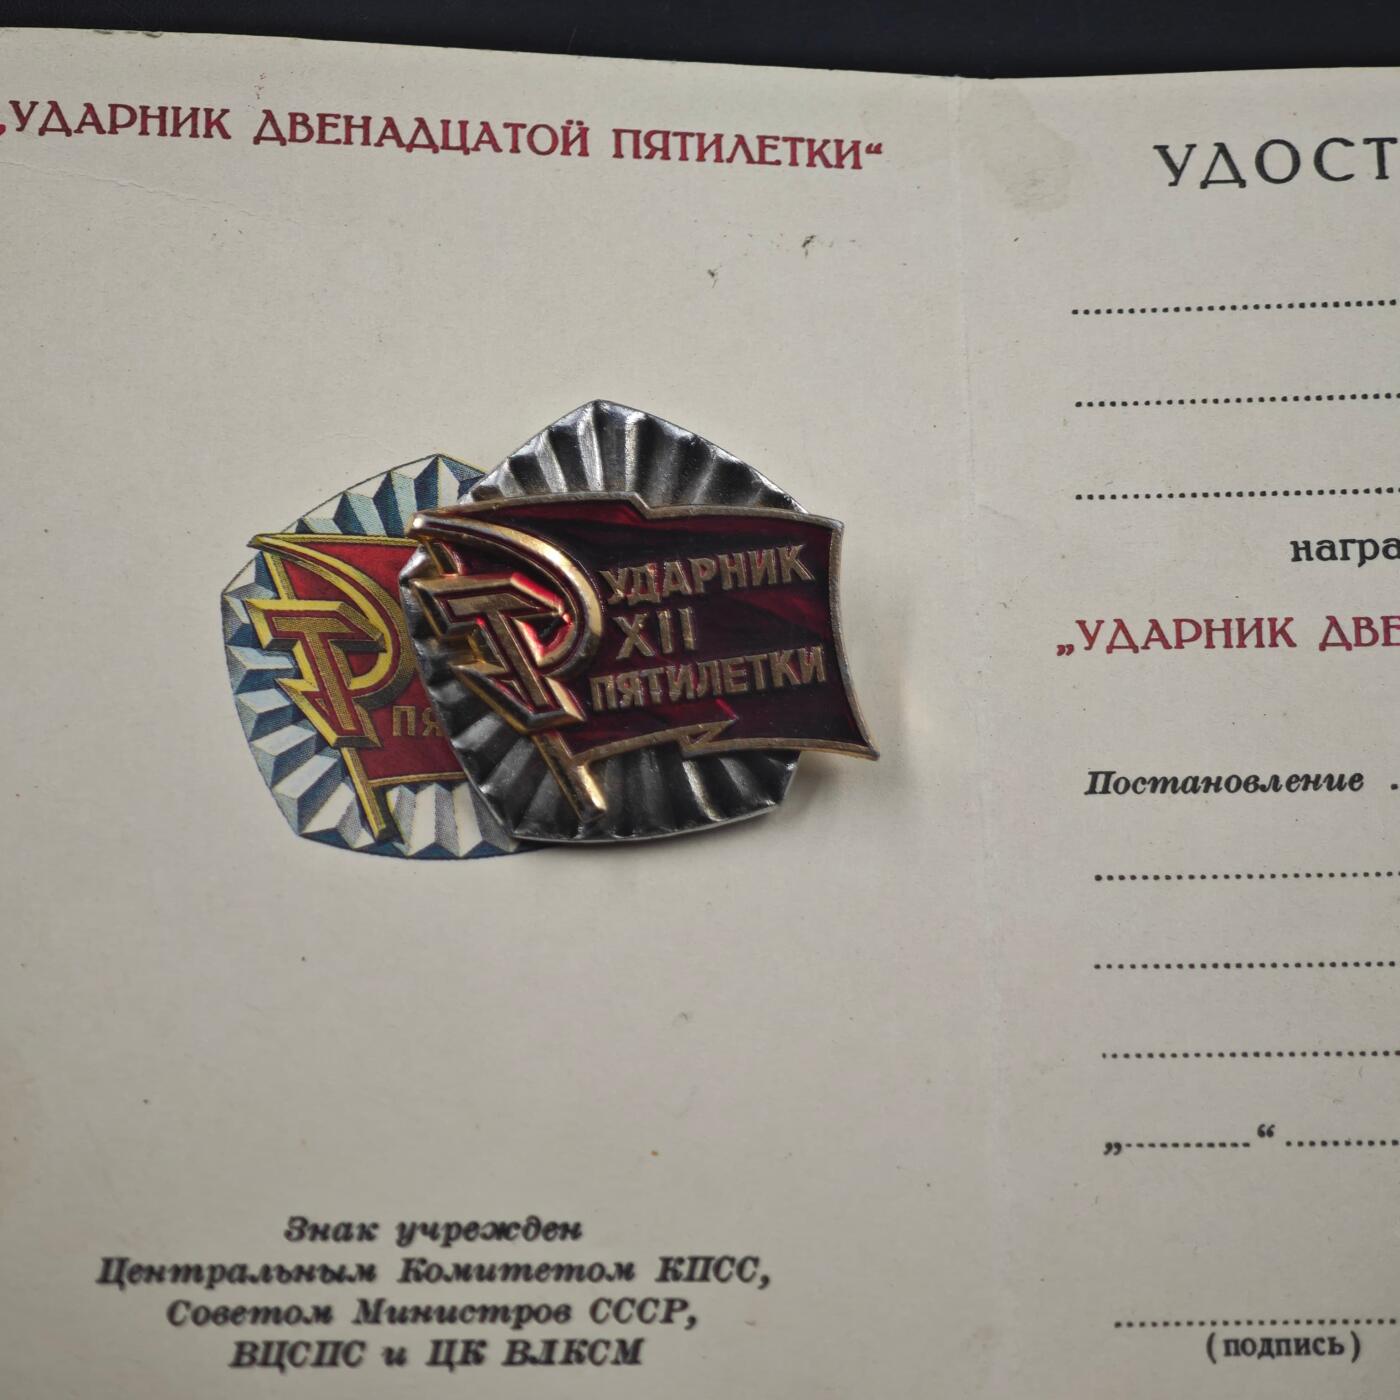 „УДАРНИК ДВЕНАДЦАТОЙ ПЯТИЛЕТКИ“
УДАРНИК
XII
ПЯТИЛЕТКИ
ПЯ
Знак учрежден
Центральным Комитетом КПСС,
Советом Министров СССР,
ВЦСПС и ЦК ВЛКСМ
УДОСТ
награ
„УДАРНИК ДВЕ
Постановление
„............“
(подпись)